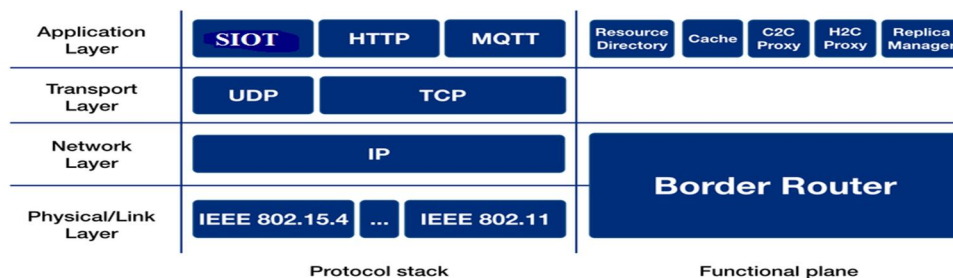 Application
Layer
SIOT
HTTP
MQTT
Resource
Directory
Cache
C2C
Proxy
H2C
Proxy
Replica
Manager
Transport
Layer
UDP
TCP
Network
Layer
IP
Border Router
Physical/Link
Layer
IEEE 802.15.4
...
IEEE 802.11
Protocol stack
Functional plane